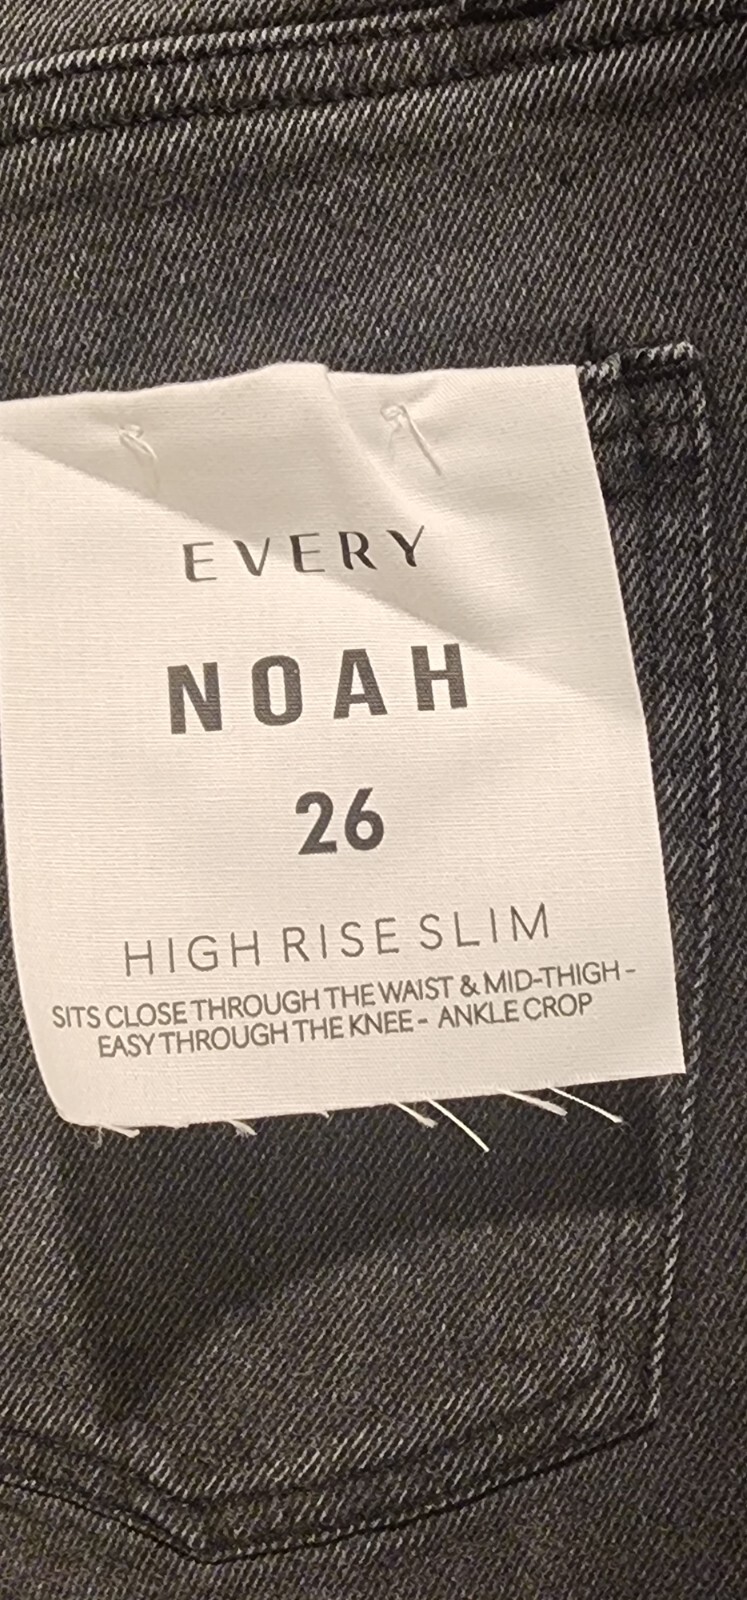 EVERY
NOAH
26
HIGH RISE SLIM
SITS CLOSE THROUGH THE WAIST & MID-THIGH -
EASY THROUGH THE KNEE - ANKLE CROP